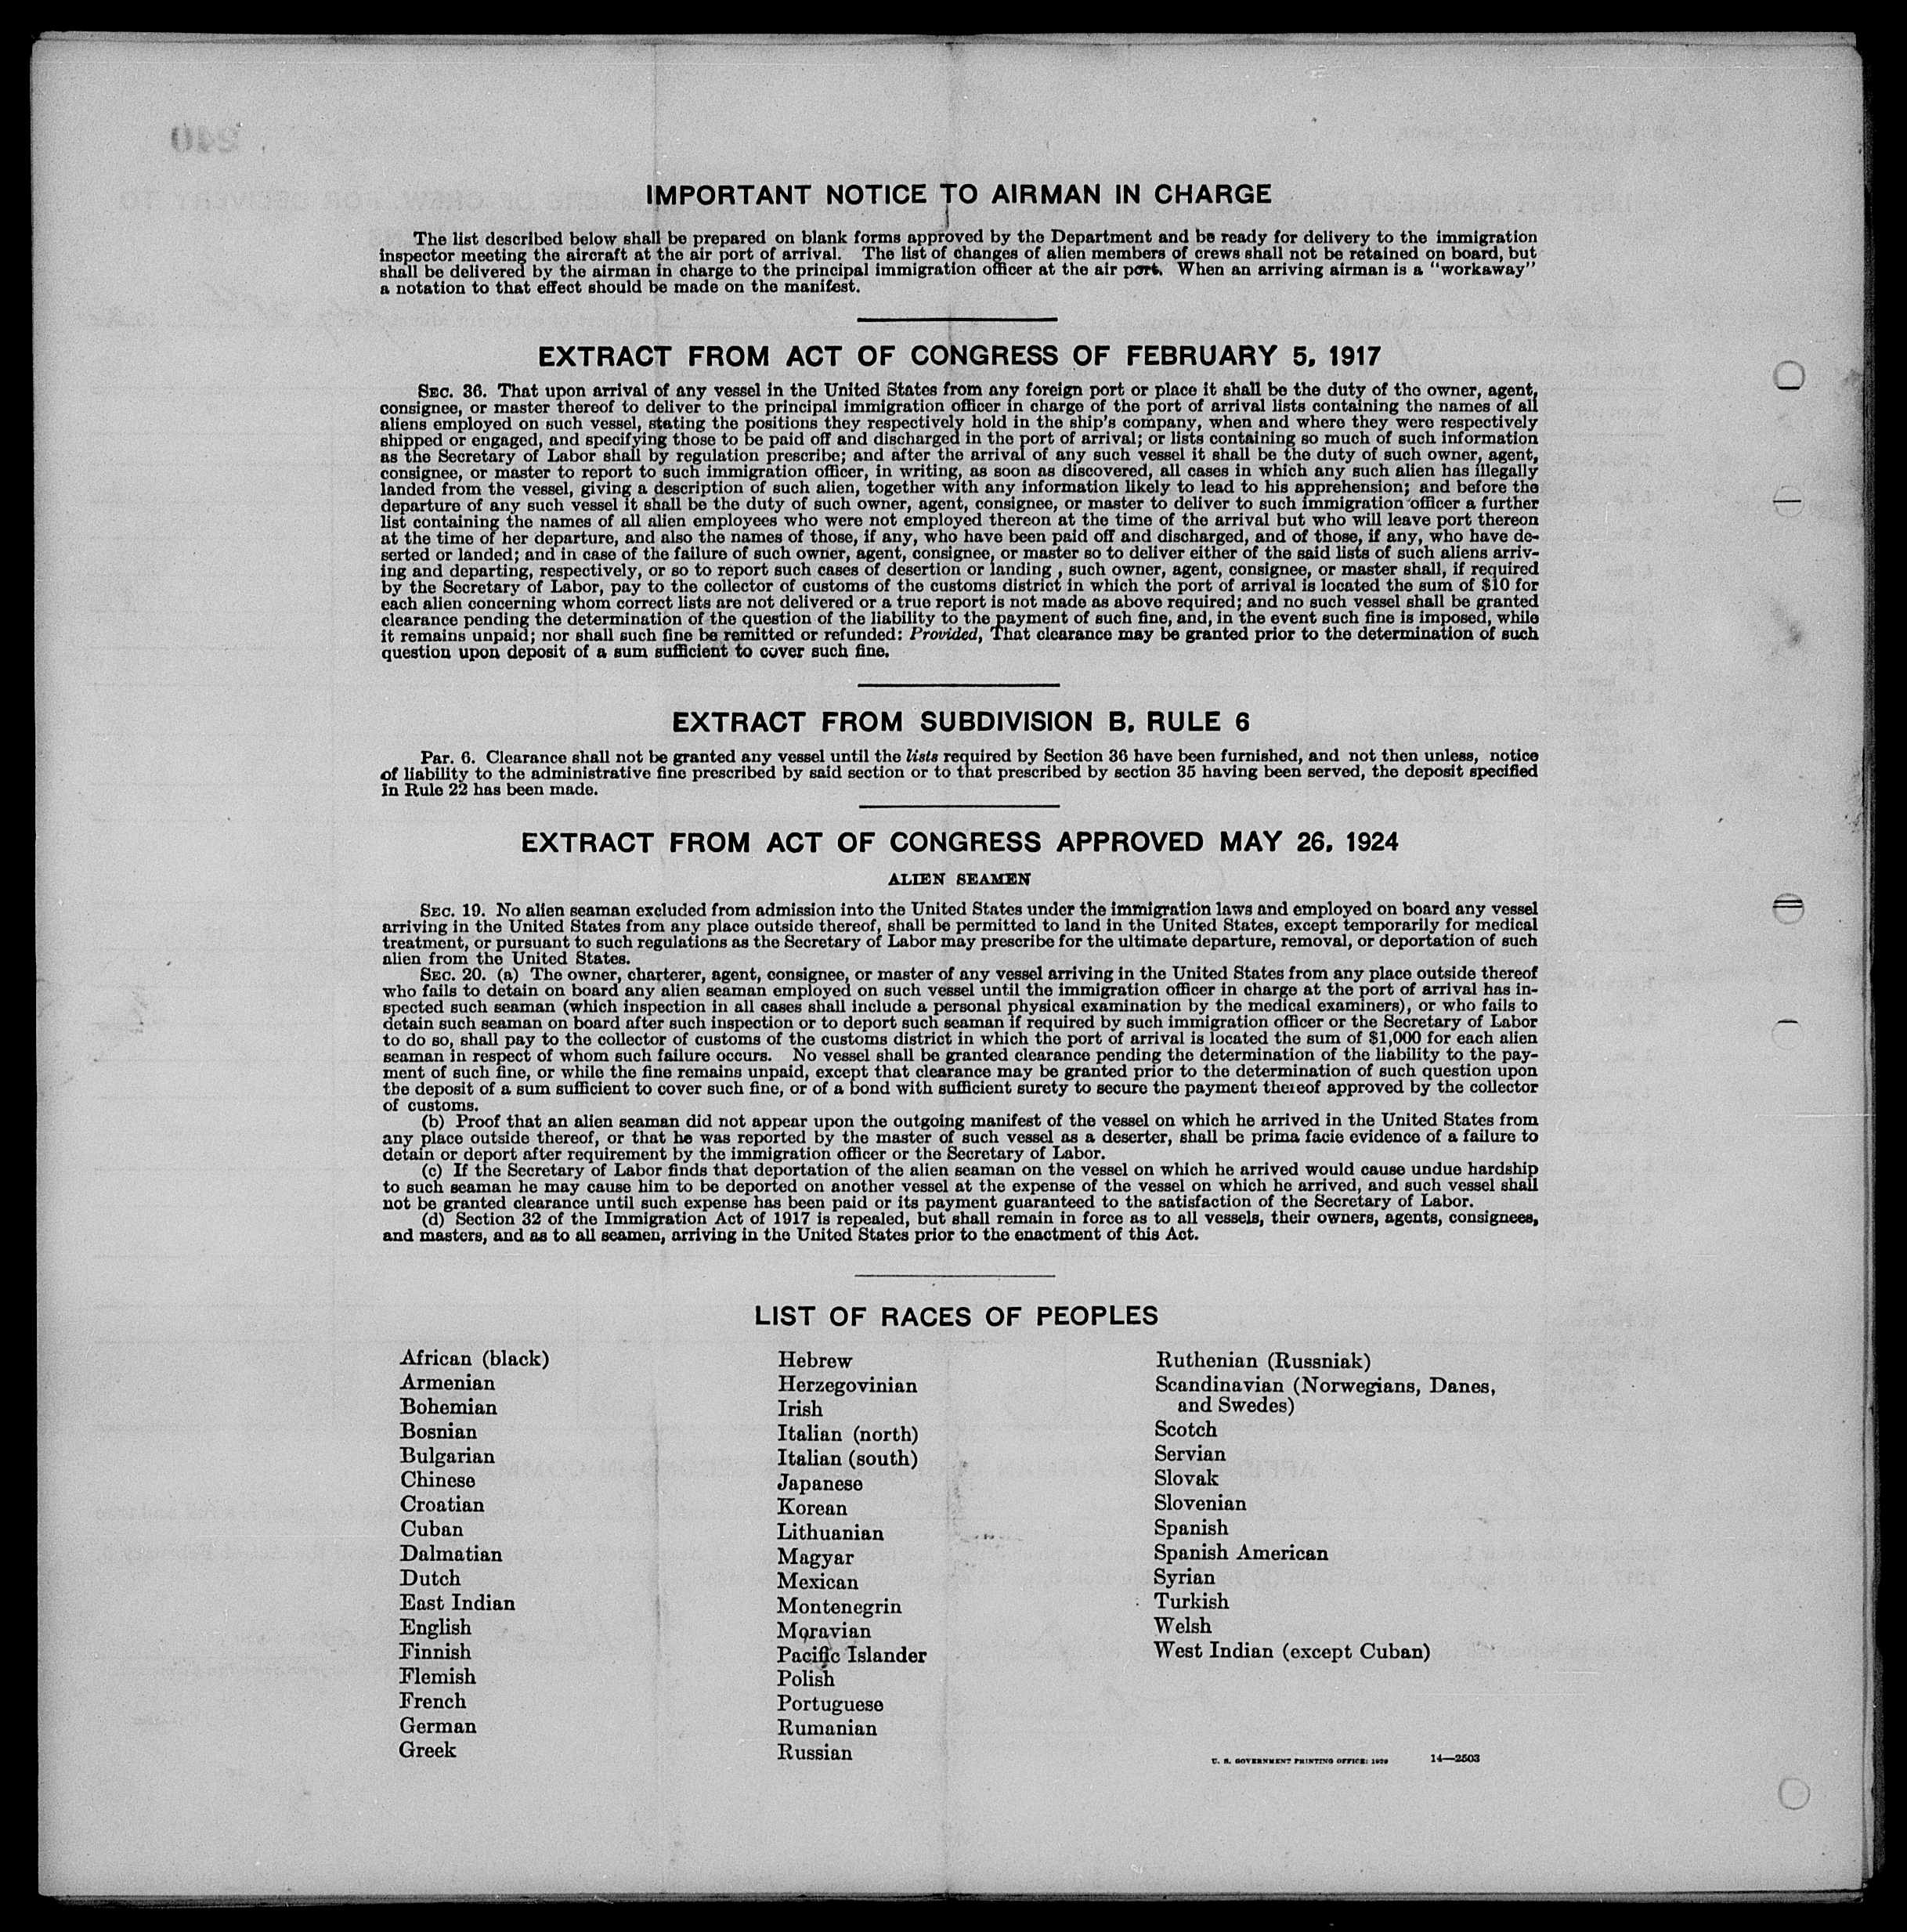 240
IMPORTANT NOTICE TO AIRMAN IN CHARGE
The list described below shall be prepared on blank forms approved by the Department and be ready for delivery to the immigration
inspector meeting the aircraft at the air port of arrival. The list of changes of alien members of crews shall not be retained on board, but
shall be delivered by the airman in charge to the principal immigration officer at the air port. When an arriving airman is a "workaway"
a notation to that effect should be made on the manifest.
EXTRACT FROM ACT OF CONGRESS OF FEBRUARY 5, 1917
SEC. 36. That upon arrival of any vessel in the United States from any foreign port or place it shall be the duty of the owner, agent,
consignee, or master thereof to deliver to the principal immigration officer in charge of the port of arrival lists containing the names of all
aliens employed on such vessel, stating the positions they respectively hold in the ship's company, when and where they were respectively
shipped or engaged, and specifying those to be paid off and discharged in the port of arrival; or lists containing so much of such information
as the Secretary of Labor shall by regulation prescribe; and after the arrival of any such vessel it shall be the duty of such owner, agent,
consignee, or master to report to such immigration officer, in writing, as soon as discovered, all cases in which any such alien has illegally
landed from the vessel, giving a description of such alien, together with any information likely to lead to his apprehension; and before the
departure of any such vessel it shall be the duty of such owner, agent, consignee, or master to deliver to such immigration officer a further
list containing the names of all alien employees who were not employed thereon at the time of the arrival but who will leave port thereon
at the time of her departure, and also the names of those, if any, who have been paid off and discharged, and of those, if any, who have de-
serted or landed; and in case of the failure of such owner, agent, consignee, or master so to deliver either of the said lists of such aliens arriv-
ing and departing, respectively, or so to report such cases of desertion or landing , such owner, agent, consignee, or master shall, if required
by the Secretary of Labor, pay to the collector of customs of the customs district in which the port of arrival is located the sum of $10 for
each alien concerning whom correct lists are not delivered or a true report is not made as above required; and no such vessel shall be granted
clearance pending the determination of the question of the liability to the payment of such fine, and, in the event such fine is imposed, while
it remains unpaid; nor shall such fine be remitted or refunded: Provided, That clearance may be granted prior to the determination of such
question upon deposit of a sum sufficient to cover such fine.
EXTRACT FROM SUBDIVISION B, RULE 6
Par. 6. Clearance shall not be granted any vessel until the lists required by Section 36 have been furnished, and not then unless, notice
of liability to the administrative fine prescribed by said section or to that prescribed by section 35 having been served, the deposit specified
in Rule 22 has been made.
EXTRACT FROM ACT OF CONGRESS APPROVED MAY 26, 1924
ALIEN SEAMEN
SEC. 19. No alien seaman excluded from admission into the United States under the immigration laws and employed on board any vessel
arriving in the United States from any place outside thereof, shall be permitted to land in the United States, except temporarily for medical
treatment, or pursuant to such regulations as the Secretary of Labor may prescribe for the ultimate departure, removal, or deportation of such
alien from the United States.
SEC. 20. (a) The owner, charterer, agent, consignee, or master of any vessel arriving in the United States from any place outside thereof
who fails to detain on board any alien seaman employed on such vessel until the immigration officer in charge at the port of arrival has in-
spected such seaman (which inspection in all cases shall include a personal physical examination by the medical examiners), or who fails to
detain such seaman on board after such inspection or to deport such seaman if required by such immigration officer or the Secretary of Labor
to do so, shall pay to the collector of customs of the customs district in which the port of arrival is located the sum of $1,000 for each alien
seaman in respect of whom such failure occurs. No vessel shall be granted clearance pending the determination of the liability to the pay-
ment of such fine, or while the fine remains unpaid, except that clearance may be granted prior to the determination of such question upon
the deposit of a sum sufficient to cover such fine, or of a bond with sufficient surety to secure the payment thereof approved by the collector
of customs.
(b) Proof that an alien seaman did not appear upon the outgoing manifest of the vessel on which he arrived in the United States from
any place outside thereof, or that he was reported by the master of such vessel as a deserter, shall be prima facie evidence of a failure to
detain or deport after requirement by the immigration officer or the Secretary of Labor.
(c) If the Secretary of Labor finds that deportation of the alien seaman on the vessel on which he arrived would cause undue hardship
to such seaman he may cause him to be deported on another vessel at the expense of the vessel on which he arrived, and such vessel shall
not be granted clearance until such expense has been paid or its payment guaranteed to the satisfaction of the Secretary of Labor.
(d) Section 32 of the Immigration Act of 1917 is repealed, but shall remain in force as to all vessels, their owners, agents, consignees,
and masters, and as to all seamen, arriving in the United States prior to the enactment of this Act.
LIST OF RACES OF PEOPLES
African (black)
Armenian
Bohemian
Bosnian
Bulgarian
Chinese
Croatian
Cuban
Dalmatian
Dutch
East Indian
English
Finnish
Flemish
French
German
Greek
Hebrew
Herzegovinian
Irish
Italian (north)
Italian (south)
Japanese
Korean
Lithuanian
Magyar
Mexican
Montenegrin
Moravian
Pacific Islander
Polish
Portuguese
Rumanian
Russian
Ruthenian (Russniak)
Scandinavian (Norwegians, Danes,
and Swedes)
Scotch
Servian
Slovak
Slovenian
Spanish
Spanish American
Syrian
Turkish
Welsh
West Indian (except Cuban)
U. S. GOVERNMENT PRINTING OFFICE: 1929 14—2503